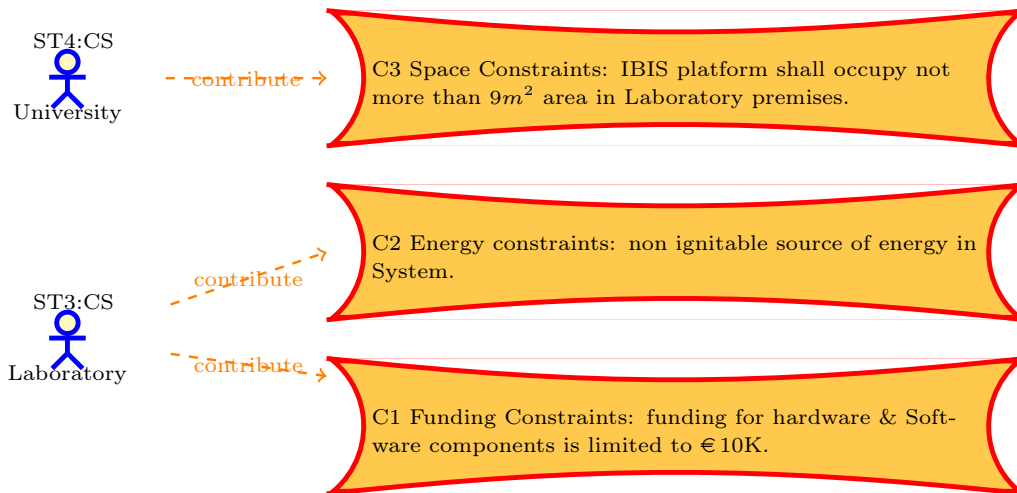 ST4:CS
University
contribute
C3 Space Constraints: IBIS platform shall occupy not
more than 9m² area in Laboratory premises.
ST3:CS
Laboratory
contribute
C2 Energy constraints: non ignitable source of energy in
System.
contribute
C1 Funding Constraints: funding for hardware & Soft-
ware components is limited to €10K.